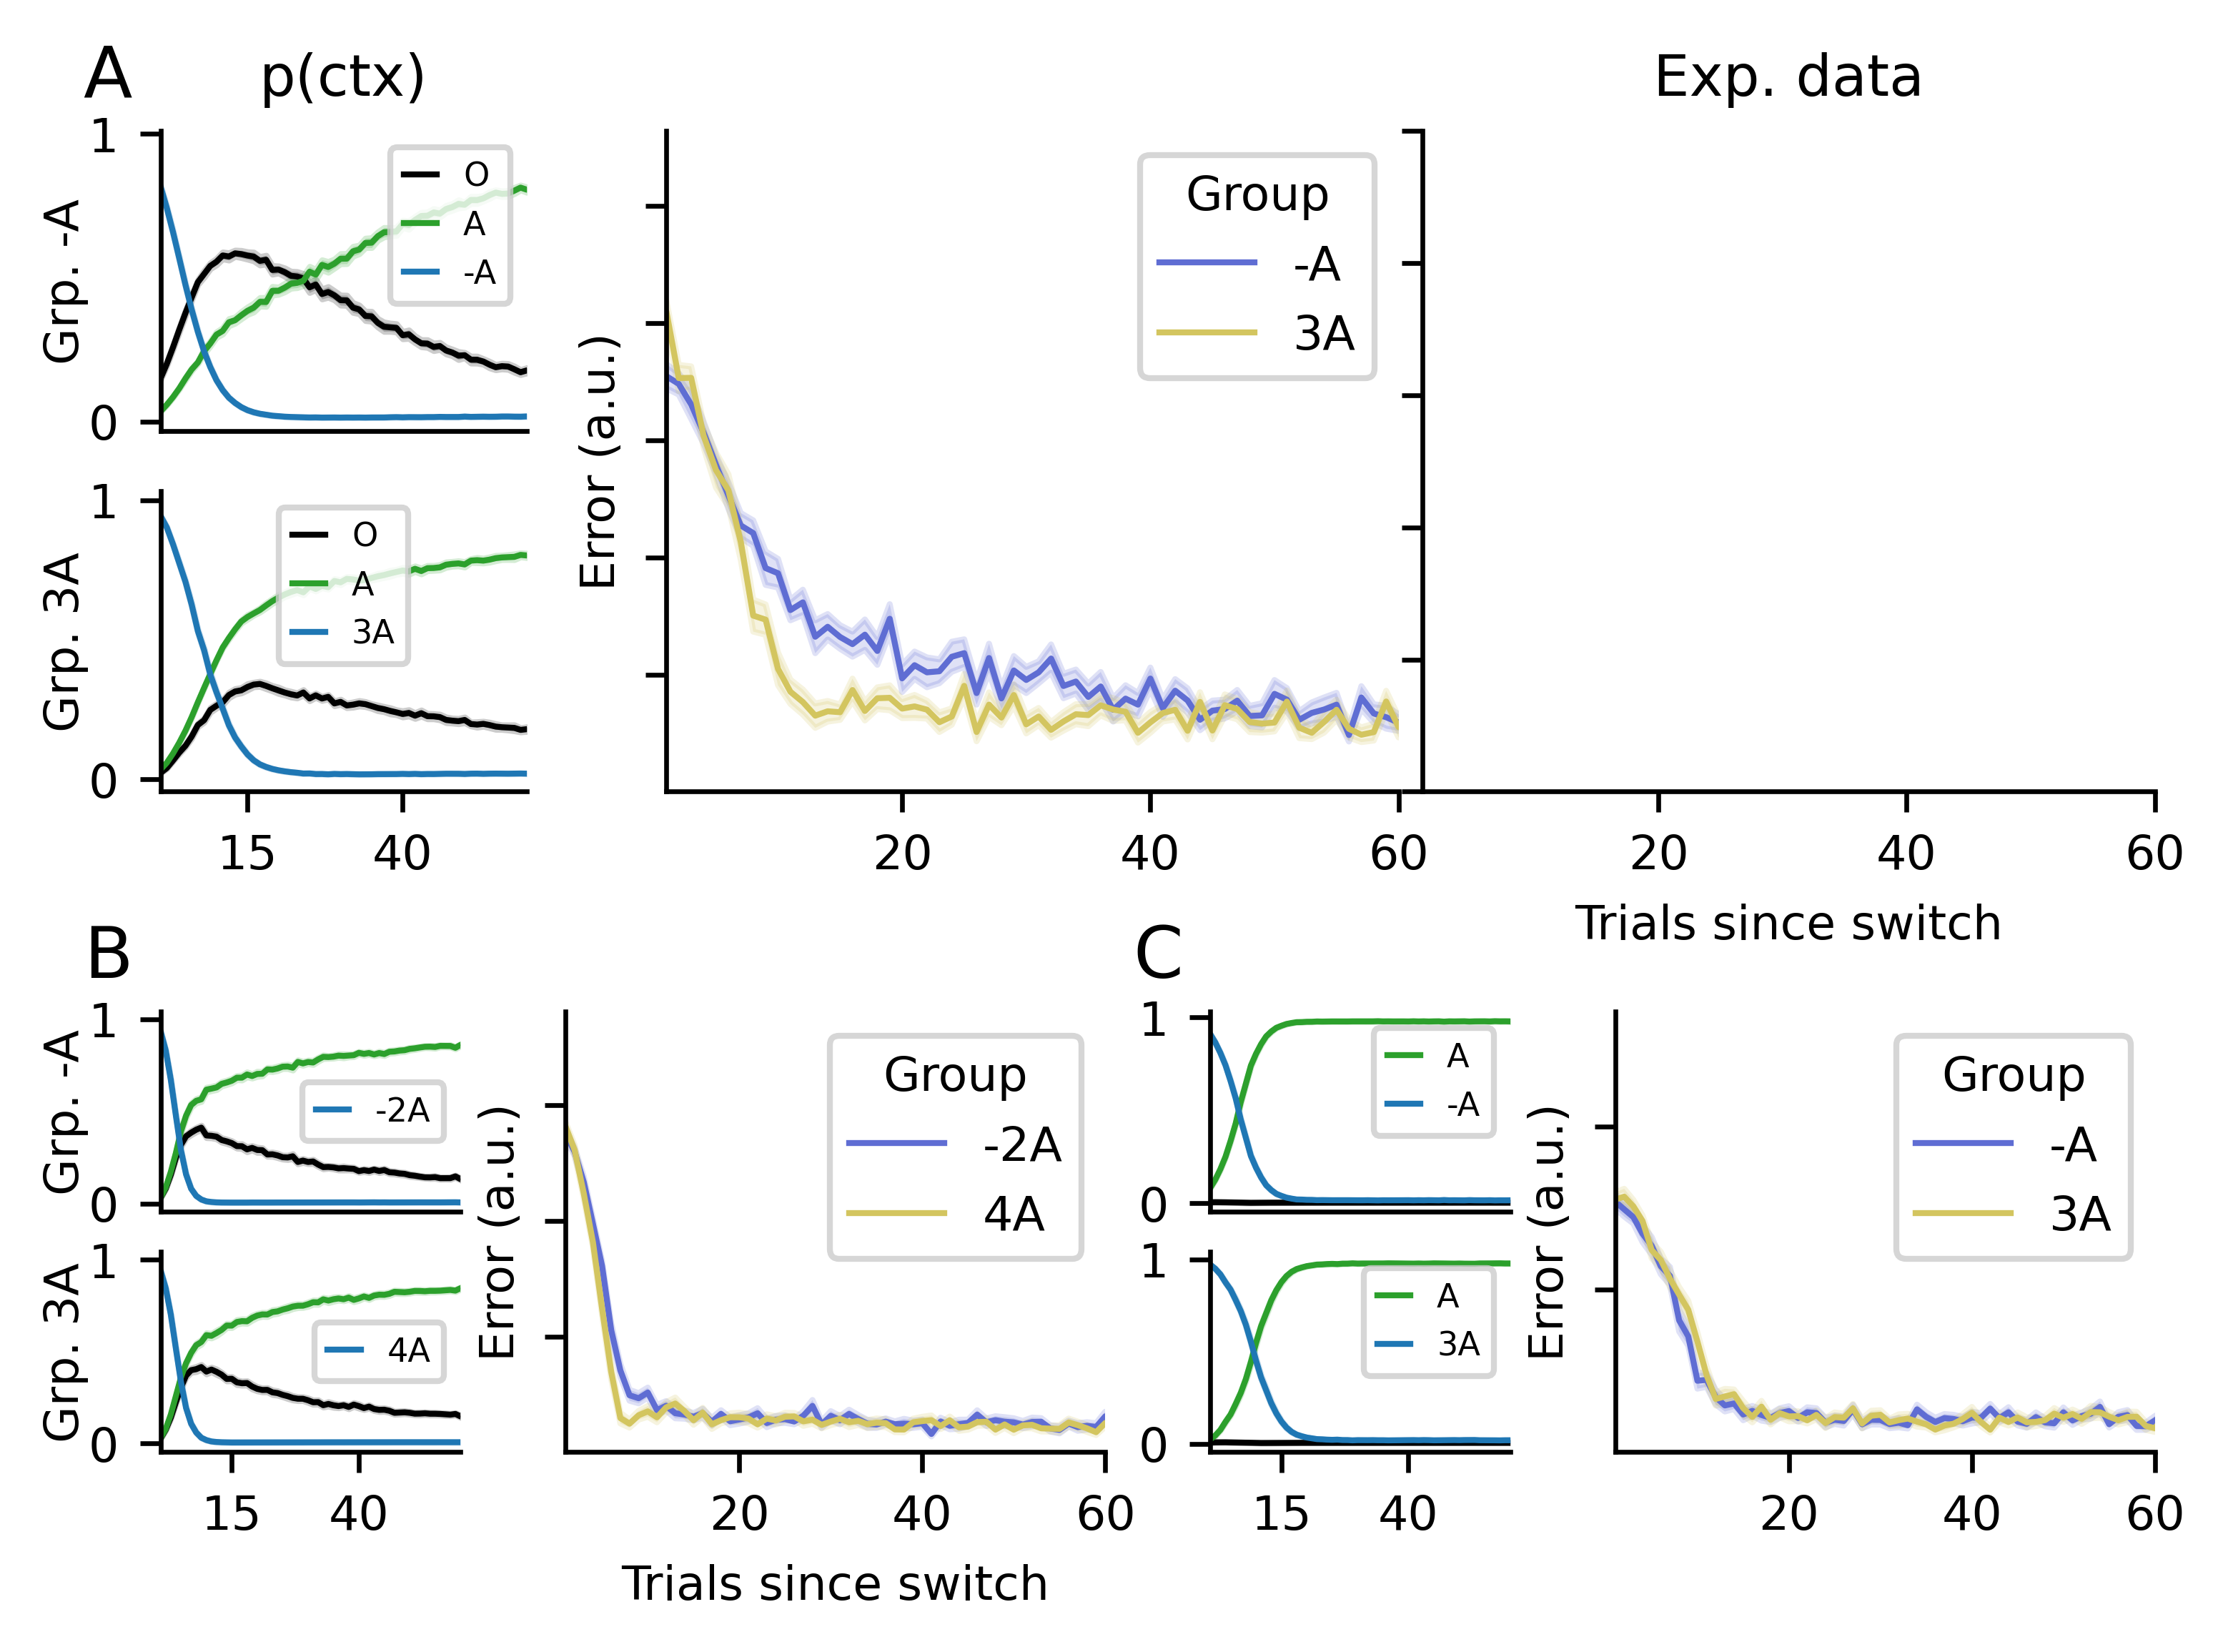 A
p(ctx)
Exp. data
Grp. -A
1
0
O
A
-A
Grp. 3A
1
0
O
A
3A
15
40
Error (a.u.)
Group
-A
3A
20
40
60
20
40
60
Trials since switch
B
Grp. -A
1
0
-2A
Grp. 3A
1
0
4A
15
40
Error (a.u.)
Group
-2A
4A
20
40
60
Trials since switch
C
1
0
A
-A
1
0
A
3A
15
40
Error (a.u.)
Group
-A
3A
20
40
60